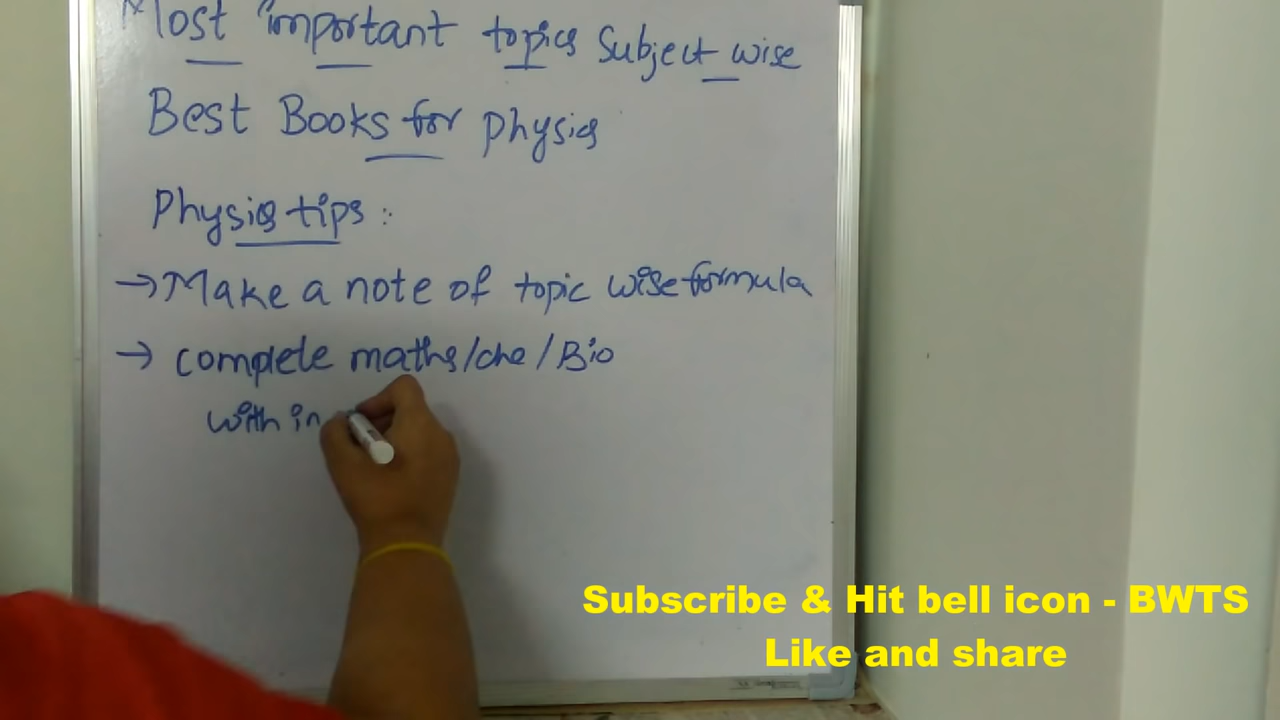 Most important topics Subject wise
Best Books for physics
Physics tips :
→ Make a note of topic wise formula
→ complete maths/che/Bio
with in
Subscribe & Hit bell icon - BWTS
Like and share